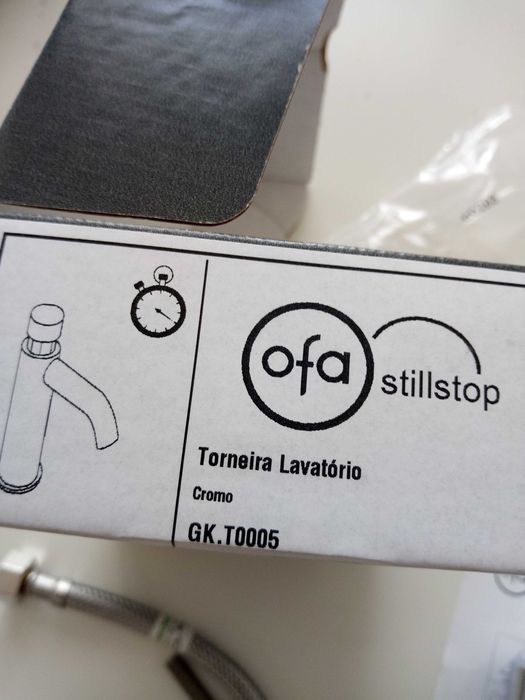 ofa
stillstop
Torneira Lavatório
Cromo
GK.T0005